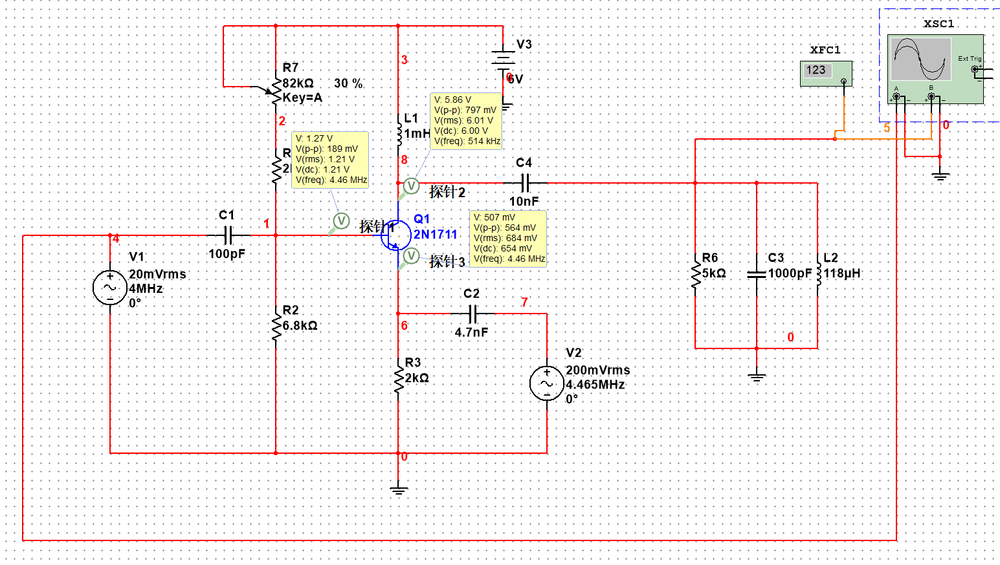 XSC1
Ext Trig
+
−
A
B
+
−
+
−
XFC1
123
V3
6V
0
3
R7
82kΩ
30 %
Key=A
2
V: 5.86 V
V(p-p): 797 mV
V(rms): 6.01 V
V(dc): 6.00 V
V(freq): 514 kHz
L1
1mH
8
V: 1.27 V
V(p-p): 189 mV
V(rms): 1.21 V
V(dc): 1.21 V
V(freq): 4.46 MHz
5
0
C4
10nF
V
探针2
V
探针1
1
C1
100pF
4
Q1
2N1711
V: 507 mV
V(p-p): 564 mV
V(rms): 684 mV
V(dc): 654 mV
V(freq): 4.46 MHz
V
探针3
V1
20mVrms
4MHz
0°
R6
5kΩ
C3
1000pF
L2
118µH
R2
6.8kΩ
C2
4.7nF
7
6
0
R3
2kΩ
V2
200mVrms
4.465MHz
0°
0